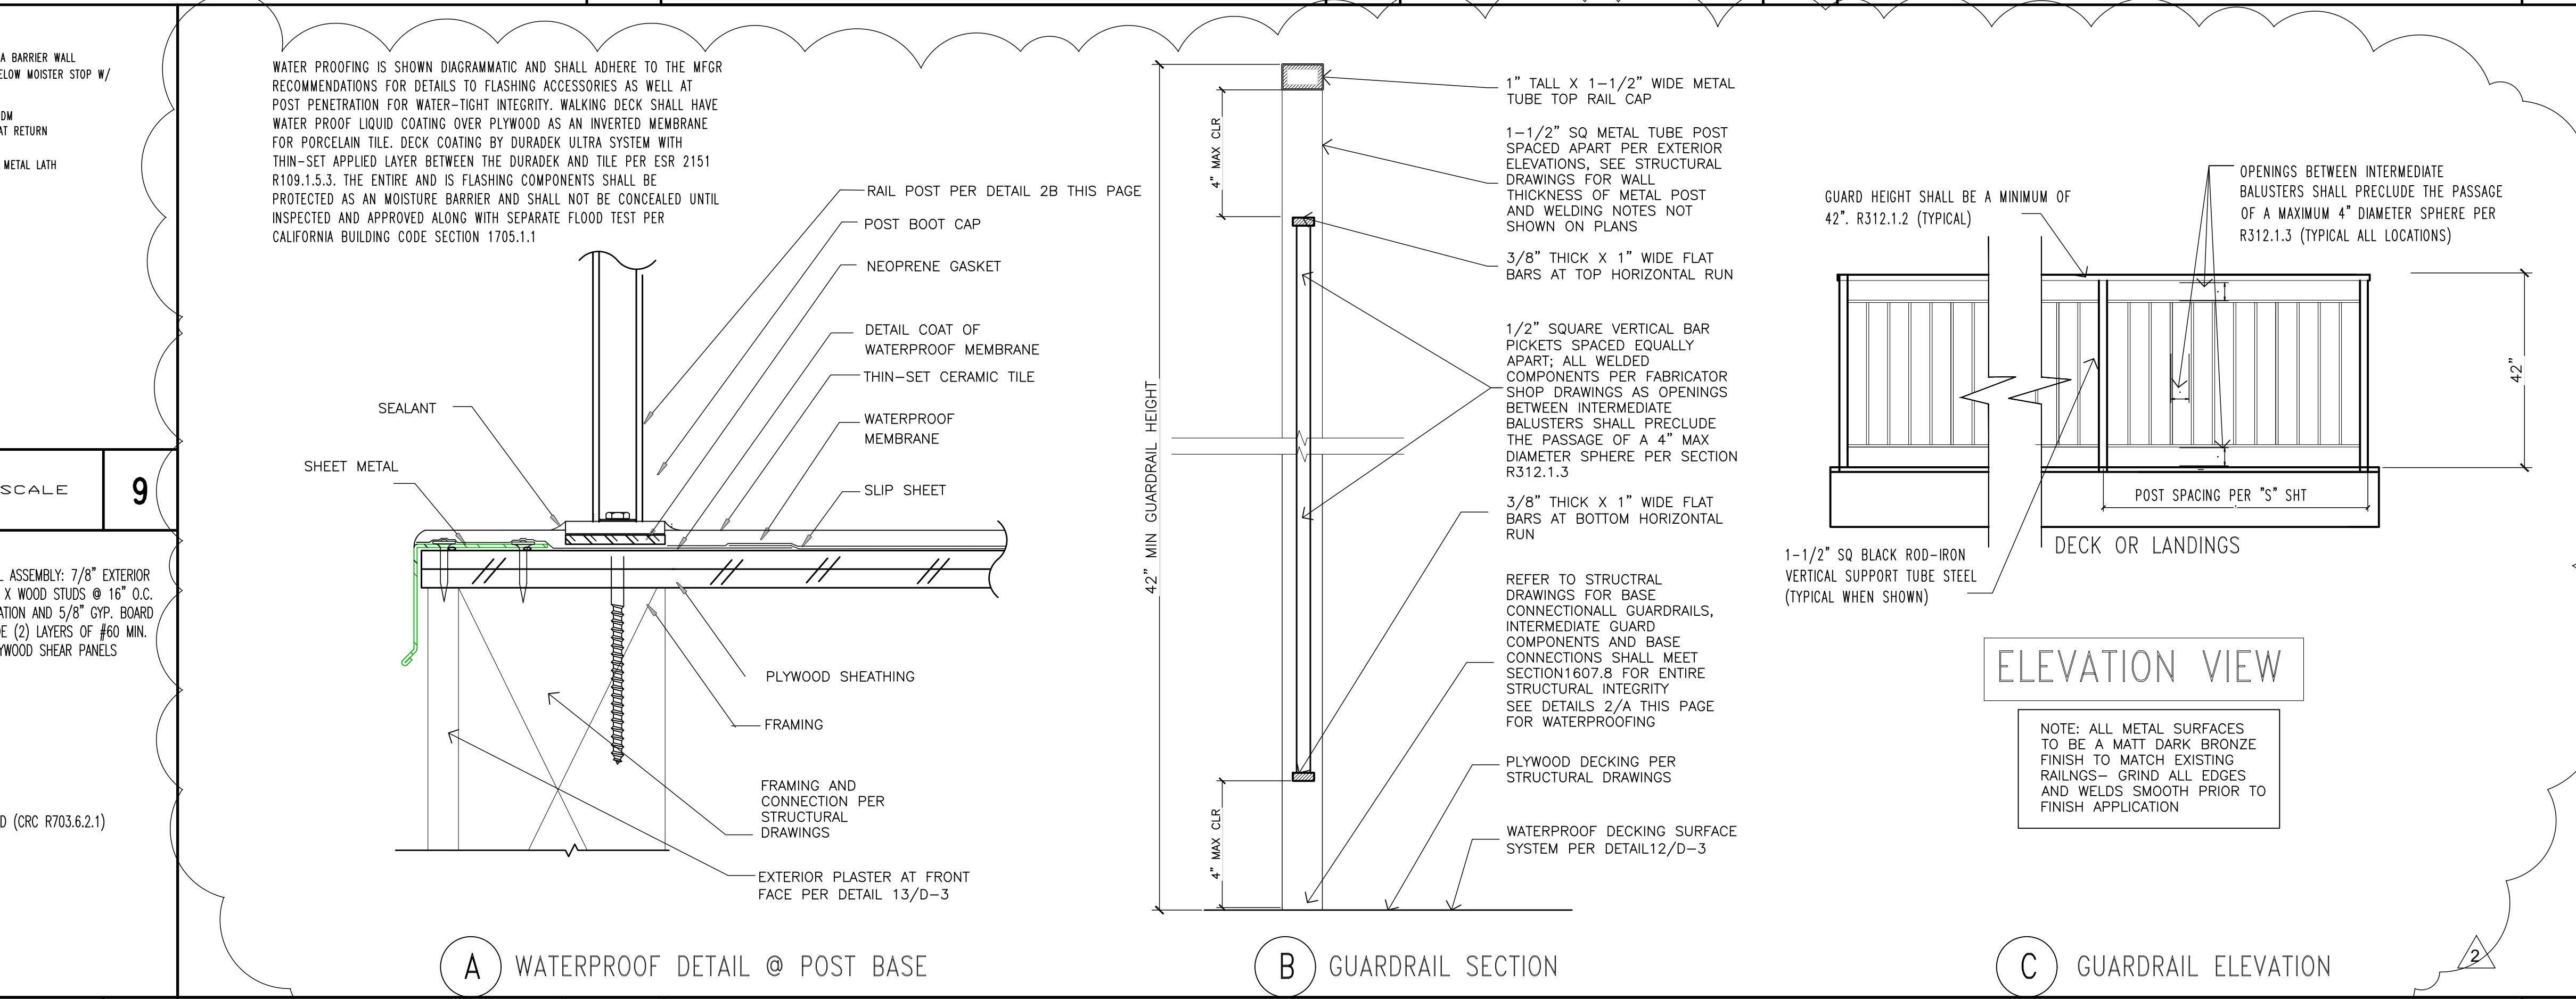 A BARRIER WALL
ELOW MOISTER STOP W/
DM
AT RETURN
METAL LATH
SCALE
9
L ASSEMBLY: 7/8" EXTERIOR
X WOOD STUDS @ 16" O.C.
ATION AND 5/8" GYP. BOARD
DE (2) LAYERS OF #60 MIN.
YWOOD SHEAR PANELS
D (CRC R703.6.2.1)
WATER PROOFING IS SHOWN DIAGRAMMATIC AND SHALL ADHERE TO THE MFGR
RECOMMENDATIONS FOR DETAILS TO FLASHING ACCESSORIES AS WELL AT
POST PENETRATION FOR WATER-TIGHT INTEGRITY. WALKING DECK SHALL HAVE
WATER PROOF LIQUID COATING OVER PLYWOOD AS AN INVERTED MEMBRANE
FOR PORCELAIN TILE. DECK COATING BY DURADEK ULTRA SYSTEM WITH
THIN-SET APPLIED LAYER BETWEEN THE DURADEK AND TILE PER ESR 2151
R109.1.5.3. THE ENTIRE AND IS FLASHING COMPONENTS SHALL BE
PROTECTED AS AN MOISTURE BARRIER AND SHALL NOT BE CONCEALED UNTIL
INSPECTED AND APPROVED ALONG WITH SEPARATE FLOOD TEST PER
CALIFORNIA BUILDING CODE SECTION 1705.1.1
RAIL POST PER DETAIL 2B THIS PAGE
POST BOOT CAP
NEOPRENE GASKET
DETAIL COAT OF
WATERPROOF MEMBRANE
THIN-SET CERAMIC TILE
WATERPROOF
MEMBRANE
SLIP SHEET
SEALANT
SHEET METAL
PLYWOOD SHEATHING
FRAMING
FRAMING AND
CONNECTION PER
STRUCTURAL
DRAWINGS
EXTERIOR PLASTER AT FRONT
FACE PER DETAIL 13/D-3
A WATERPROOF DETAIL @ POST BASE
42" MIN GUARDRAIL HEIGHT
4" MAX CLR
4" MAX CLR
1" TALL X 1-1/2" WIDE METAL
TUBE TOP RAIL CAP
1-1/2" SQ METAL TUBE POST
SPACED APART PER EXTERIOR
ELEVATIONS, SEE STRUCTURAL
DRAWINGS FOR WALL
THICKNESS OF METAL POST
AND WELDING NOTES NOT
SHOWN ON PLANS
3/8" THICK X 1" WIDE FLAT
BARS AT TOP HORIZONTAL RUN
1/2" SQUARE VERTICAL BAR
PICKETS SPACED EQUALLY
APART; ALL WELDED
COMPONENTS PER FABRICATOR
SHOP DRAWINGS AS OPENINGS
BETWEEN INTERMEDIATE
BALUSTERS SHALL PRECLUDE
THE PASSAGE OF A 4" MAX
DIAMETER SPHERE PER SECTION
R312.1.3
3/8" THICK X 1" WIDE FLAT
BARS AT BOTTOM HORIZONTAL
RUN
REFER TO STRUCTRAL
DRAWINGS FOR BASE
CONNECTIONALL GUARDRAILS,
INTERMEDIATE GUARD
COMPONENTS AND BASE
CONNECTIONS SHALL MEET
SECTION1607.8 FOR ENTIRE
STRUCTURAL INTEGRITY
SEE DETAILS 2/A THIS PAGE
FOR WATERPROOFING
PLYWOOD DECKING PER
STRUCTURAL DRAWINGS
WATERPROOF DECKING SURFACE
SYSTEM PER DETAIL12/D-3
B GUARDRAIL SECTION
GUARD HEIGHT SHALL BE A MINIMUM OF
42". R312.1.2 (TYPICAL)
OPENINGS BETWEEN INTERMEDIATE
BALUSTERS SHALL PRECLUDE THE PASSAGE
OF A MAXIMUM 4" DIAMETER SPHERE PER
R312.1.3 (TYPICAL ALL LOCATIONS)
42"
POST SPACING PER "S" SHT
DECK OR LANDINGS
1-1/2" SQ BLACK ROD-IRON
VERTICAL SUPPORT TUBE STEEL
(TYPICAL WHEN SHOWN)
ELEVATION VIEW
NOTE: ALL METAL SURFACES
TO BE A MATT DARK BRONZE
FINISH TO MATCH EXISTING
RAILNGS- GRIND ALL EDGES
AND WELDS SMOOTH PRIOR TO
FINISH APPLICATION
C GUARDRAIL ELEVATION
2